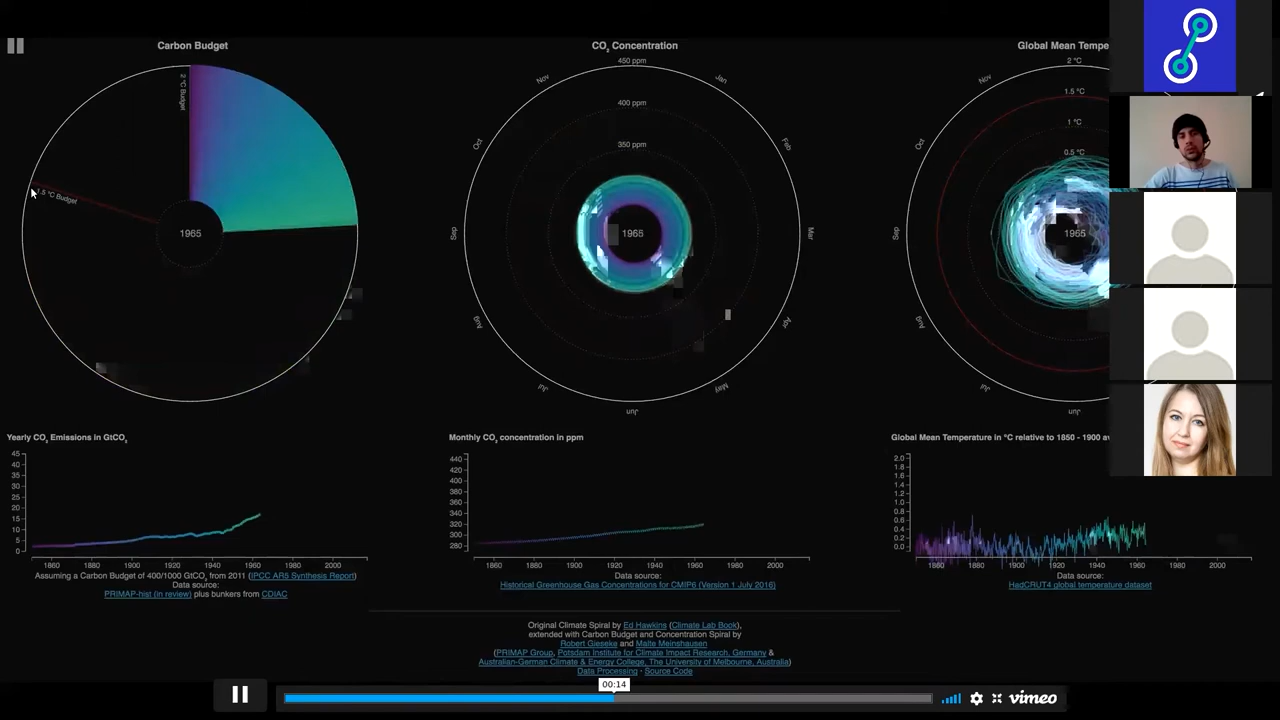 Carbon Budget
2 °C Budget
1.5 °C Budget
1965
CO₂ Concentration
450 ppm
400 ppm
350 ppm
Nov
Jan
Oct
Feb
Sep
Mar
Aug
Apr
Jul
May
Jun
1965
Global Mean Tempe
2 °C
1.5 °C
1 °C
0.5 °C
Nov
Oct
Sep
Aug
Jul
Jun
1965
Yearly CO₂ Emissions in GtCO₂
45
40
35
30
25
20
15
10
5
0
1860 1880 1900 1920 1940 1960 1980 2000
Assuming a Carbon Budget of 400/1000 GtCO₂ from 2011 (IPCC AR5 Synthesis Report)
Data source:
PRIMAP-hist (in review) plus bunkers from CDIAC
Monthly CO₂ concentration in ppm
440
420
400
380
360
340
320
300
280
1860 1880 1900 1920 1940 1960 1980 2000
Data source:
Historical Greenhouse Gas Concentrations for CMIP6 (Version 1 July 2016)
Global Mean Temperature in °C relative to 1850 - 1900 av
2.0
1.8
1.6
1.4
1.2
1.0
0.8
0.6
0.4
0.2
0.0
1860 1880 1900 1920 1940 1960 1980 2000
Data source:
HadCRUT4 global temperature dataset
Original Climate Spiral by Ed Hawkins (Climate Lab Book),
extended with Carbon Budget and Concentration Spiral by
Robert Gieseke and Malte Meinshausen
(PRIMAP Group, Potsdam Institute for Climate Impact Research, Germany &
Australian-German Climate & Energy College, The University of Melbourne, Australia)
Data Processing - Source Code
00:14
vimeo